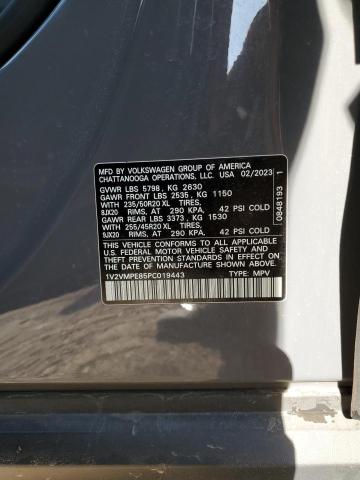 MFD. BY VOLKSWAGEN GROUP OF AMERICA
CHATTANOOGA OPERATIONS, LLC. USA 02/2023
GVWR LBS 5798, KG 2630
GAWR FRONT LBS 2535, KG 1150
WITH 235/50R20 XL TIRES,
9JX20 RIMS, AT 290 KPA, 42 PSI COLD
GAWR REAR LBS 3373, KG 1530
WITH 255/45R20 XL TIRES,
9JX20 RIMS, AT 290 KPA, 42 PSI COLD
THIS VEHICLE CONFORMS TO ALL APPLICABLE
U.S. FEDERAL MOTOR VEHICLE SAFETY AND THEFT
PREVENTION STANDARDS IN EFFECT ON THE DATE
OF MANUFACTURE SHOWN ABOVE.
1V2VMPE85PC019443 TYPE: MPV
0848193 1